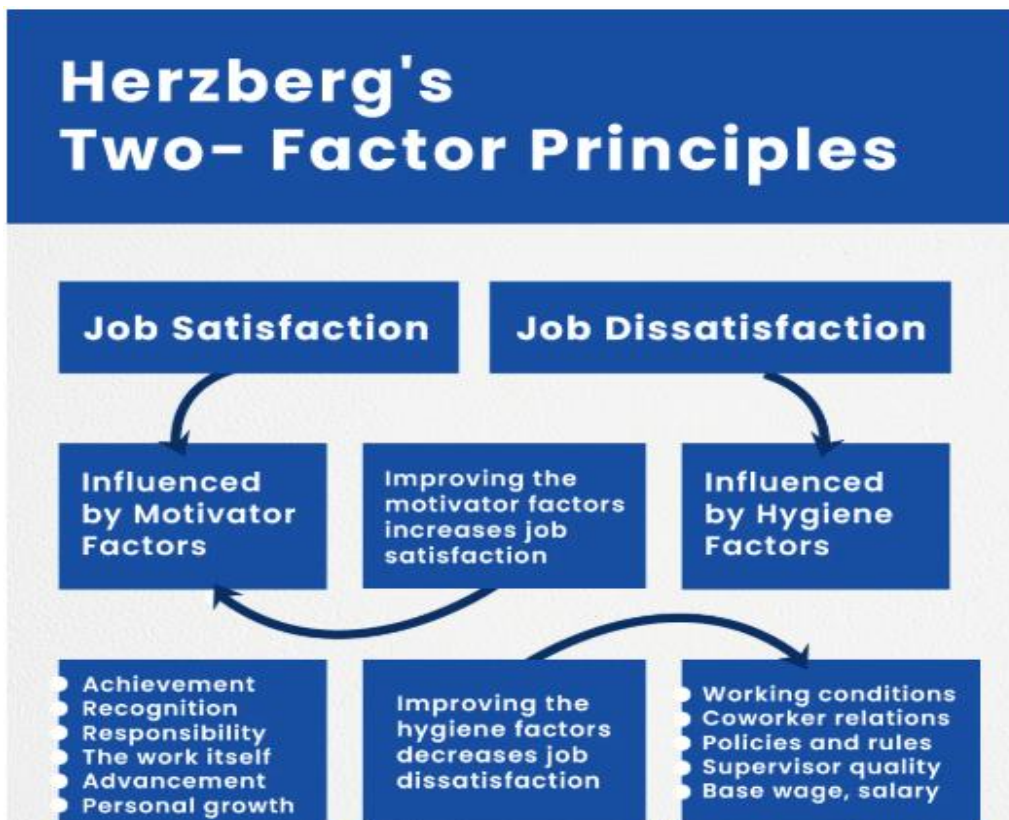 Herzberg's
Two- Factor Principles
Job Satisfaction
Job Dissatisfaction
Influenced
by Motivator
Factors
Improving the
motivator factors
increases job
satisfaction
Influenced
by Hygiene
Factors
Achievement
Recognition
Responsibility
The work itself
Advancement
Personal growth
Improving the
hygiene factors
decreases job
dissatisfaction
Working conditions
Coworker relations
Policies and rules
Supervisor quality
Base wage, salary